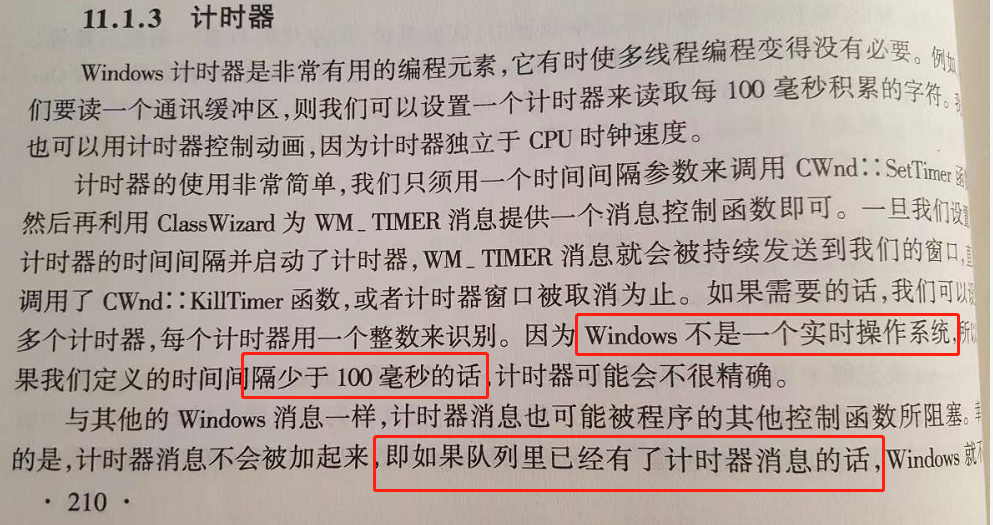 11.1.3 计时器
Windows 计时器是非常有用的编程元素,它有时使多线程编程变得没有必要。例如
们要读一个通讯缓冲区,则我们可以设置一个计时器来读取每 100 毫秒积累的字符。
也可以用计时器控制动画,因为计时器独立于 CPU 时钟速度。
计时器的使用非常简单,我们只须用一个时间间隔参数来调用 CWnd::SetTimer 函
然后再利用 ClassWizard 为 WM_TIMER 消息提供一个消息控制函数即可。一旦我们设置
计时器的时间间隔并启动了计时器,WM_TIMER 消息就会被持续发送到我们的窗口,直
调用了 CWnd::KillTimer 函数,或者计时器窗口被取消为止。如果需要的话,我们可以设
多个计时器,每个计时器用一个整数来识别。因为 Windows 不是一个实时操作系统,所以
果我们定义的时间间隔少于 100 毫秒的话,计时器可能会不很精确。
与其他的 Windows 消息一样,计时器消息也可能被程序的其他控制函数所阻塞。幸
的是,计时器消息不会被加起来,即如果队列里已经有了计时器消息的话,Windows 就不
· 210 ·